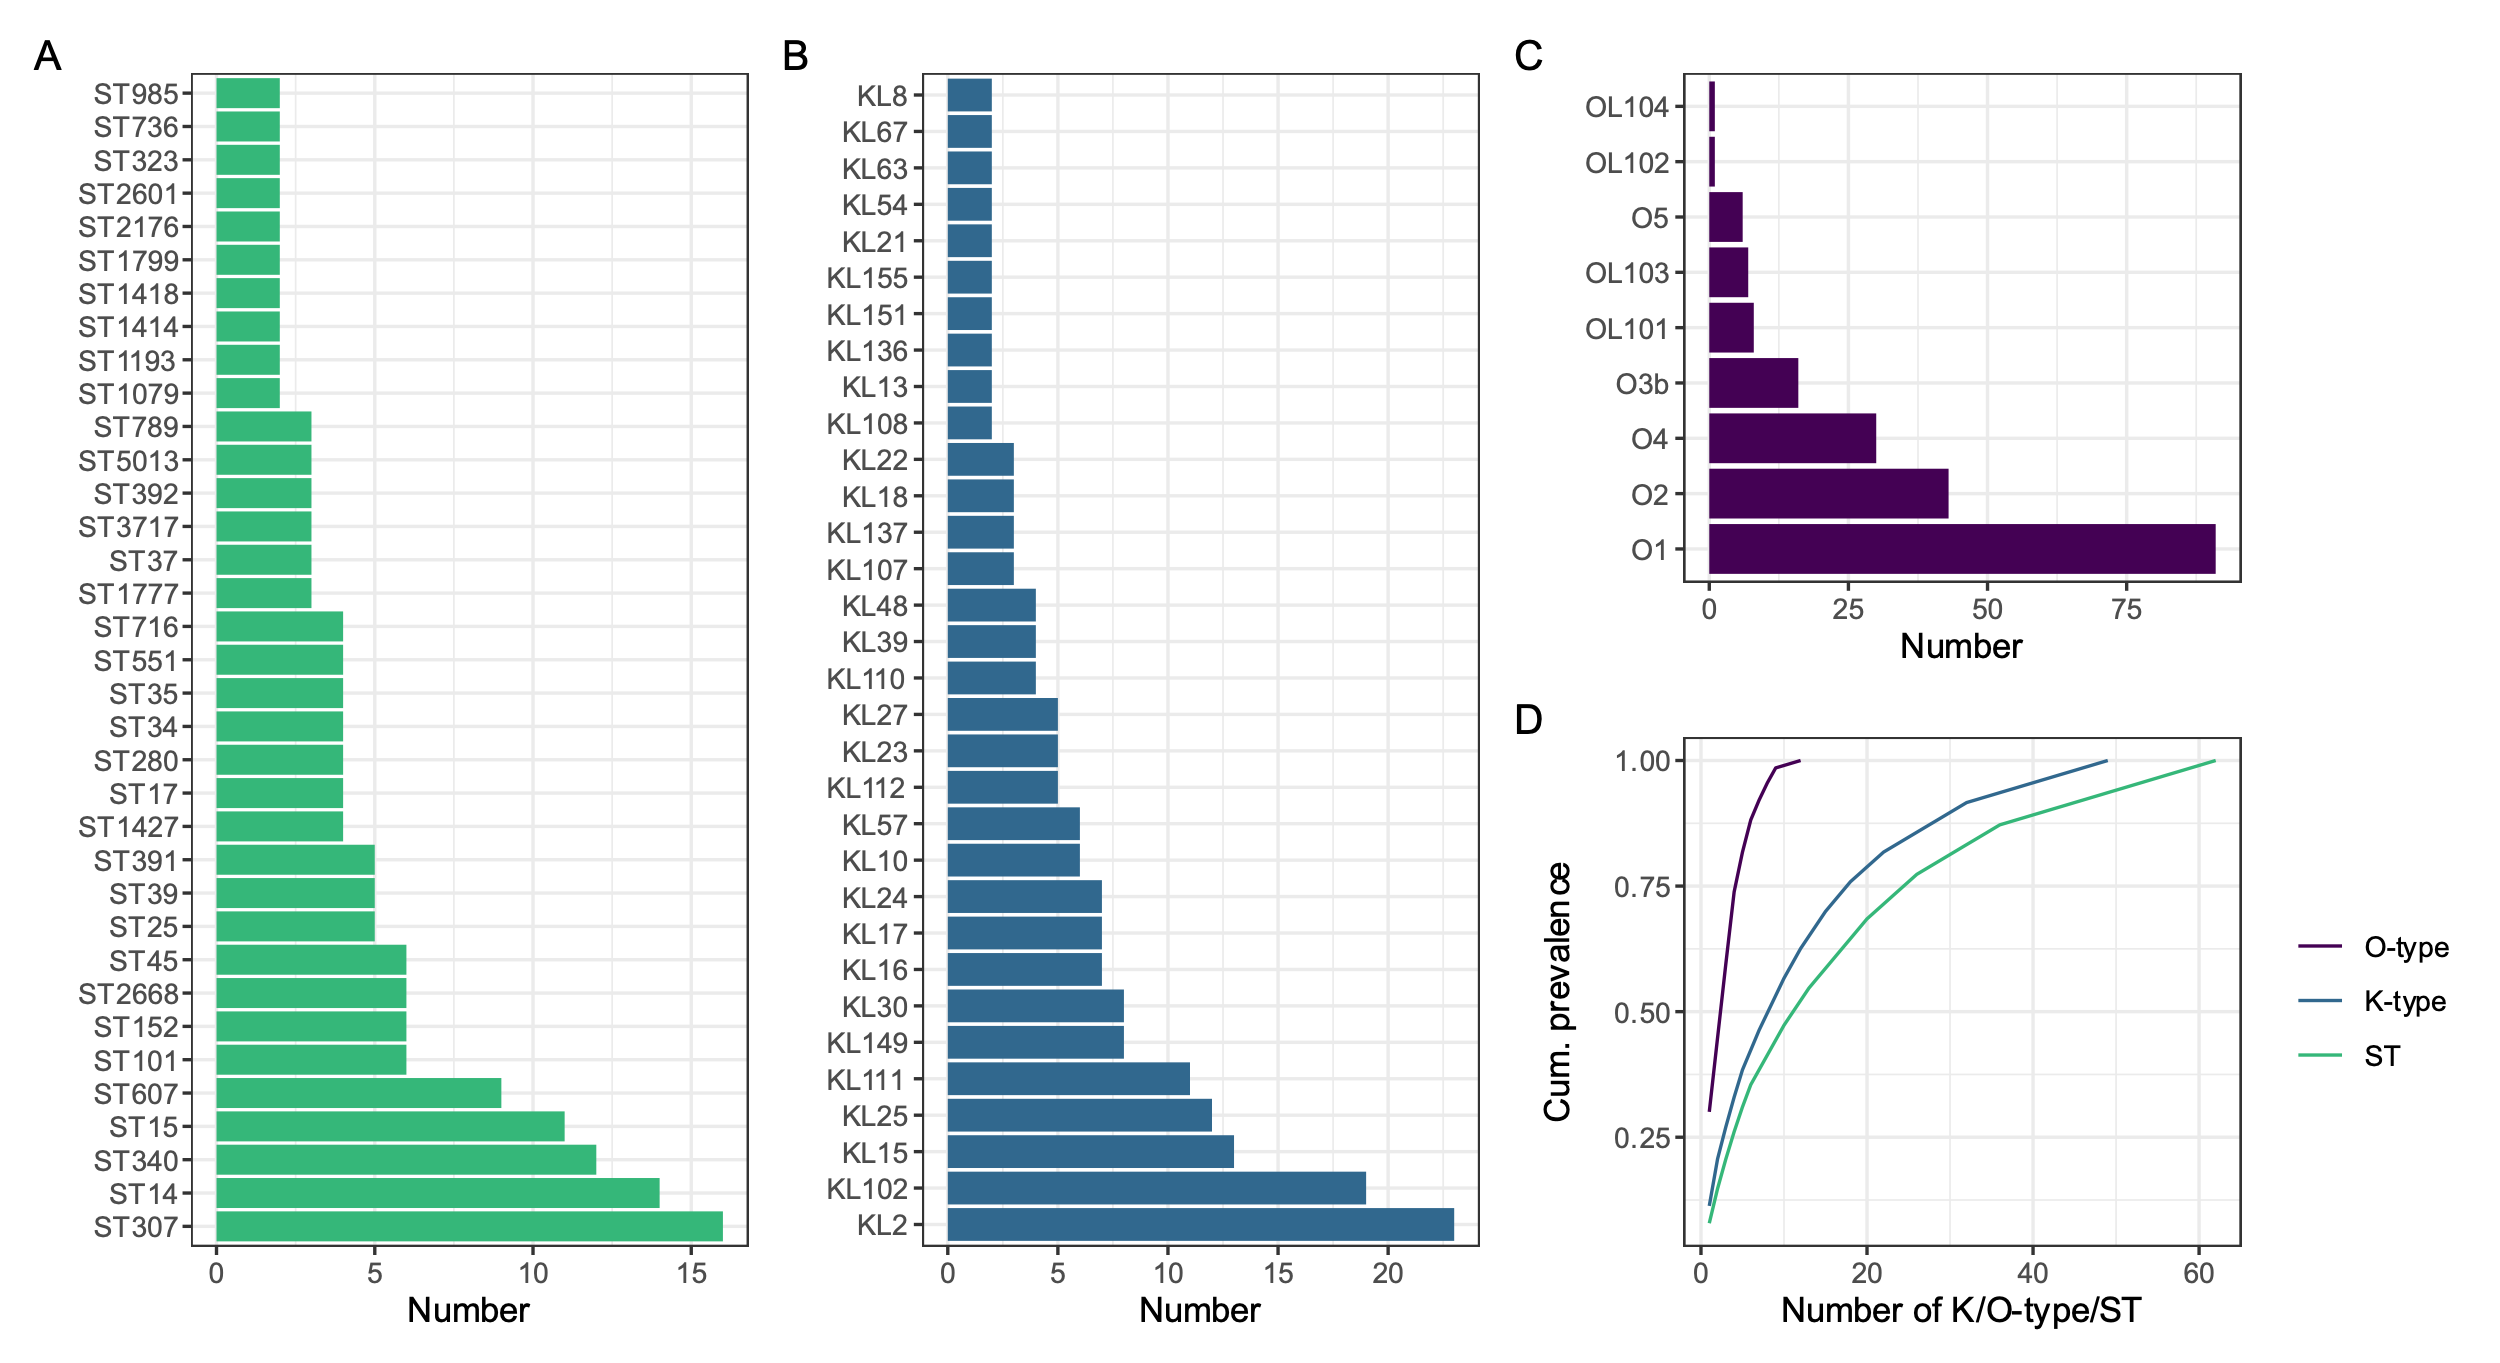 A
ST985
ST736
ST323
ST2601
ST2176
ST1799
ST1418
ST1414
ST1193
ST1079
ST789
ST5013
ST392
ST3717
ST37
ST1777
ST716
ST551
ST35
ST34
ST280
ST17
ST1427
ST391
ST39
ST25
ST45
ST2668
ST152
ST101
ST607
ST15
ST340
ST14
ST307
0 5 10 15
Number
B
KL8
KL67
KL63
KL54
KL21
KL155
KL151
KL136
KL13
KL108
KL22
KL18
KL137
KL107
KL48
KL39
KL110
KL27
KL23
KL112
KL57
KL10
KL24
KL17
KL16
KL30
KL149
KL111
KL25
KL15
KL102
KL2
0 5 10 15 20
Number
C
OL104
OL102
O5
OL103
OL101
O3b
O4
O2
O1
0 25 50 75
Number
D
Cum. prevalence
1.00
0.75
0.50
0.25
0 20 40 60
Number of K/O-type/ST
O-type
K-type
ST